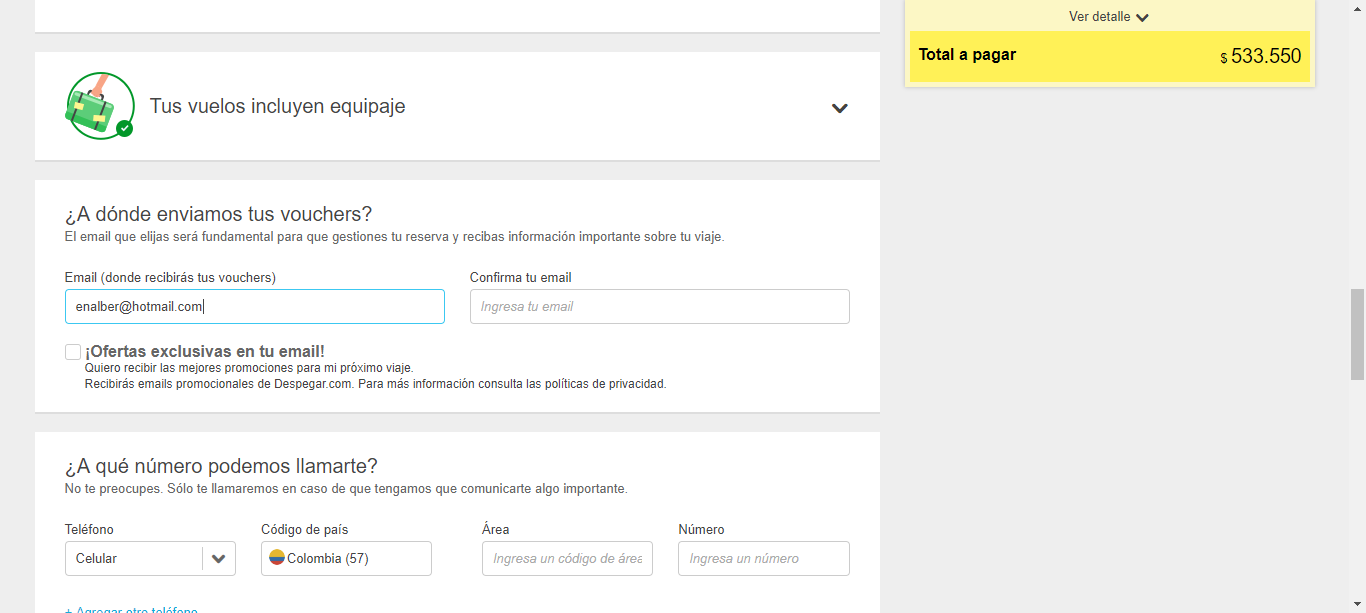 Ver detalle
Total a pagar
$ 533.550
Tus vuelos incluyen equipaje
¿A dónde enviamos tus vouchers?
El email que elijas será fundamental para que gestiones tu reserva y recibas información importante sobre tu viaje.
Email (donde recibirás tus vouchers)
Confirma tu email
enalber@hotmail.com
Ingresa tu email
¡Ofertas exclusivas en tu email!
Quiero recibir las mejores promociones para mi próximo viaje.
Recibirás emails promocionales de Despegar.com. Para más información consulta las políticas de privacidad.
¿A qué número podemos llamarte?
No te preocupes. Sólo te llamaremos en caso de que tengamos que comunicarte algo importante.
Teléfono
Código de país
Área
Número
Celular
Colombia (57)
Ingresa un código de área
Ingresa un número
+ Agregar otro teléfono